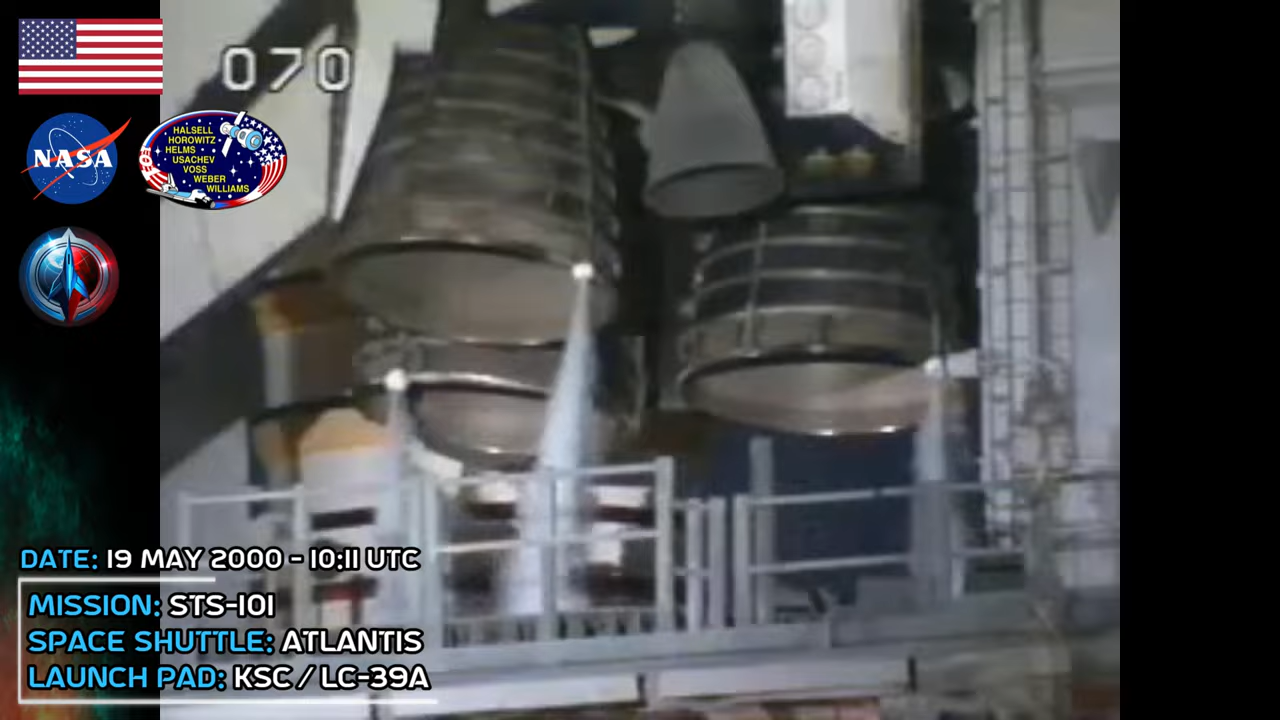 070
NASA
HALSELL
HOROWITZ
HELMS
USACHEV
VOSS
WEBER
WILLIAMS
DATE: 19 MAY 2000 - 10:11 UTC
MISSION: STS-101
SPACE SHUTTLE: ATLANTIS
LAUNCH PAD: KSC / LC-39A